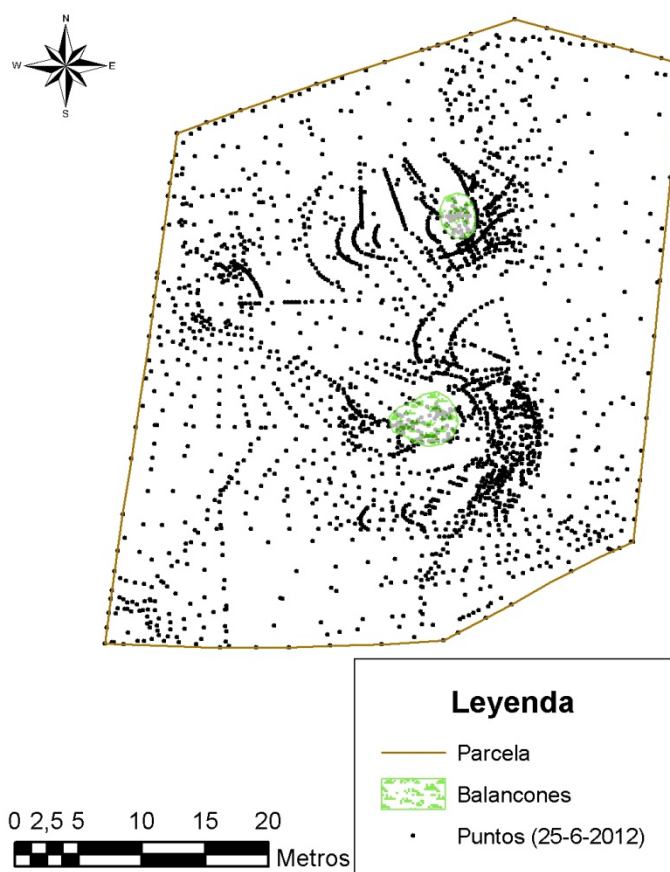 N
W E
S
Leyenda
Parcela
Balancones
Puntos (25-6-2012)
0 2,5 5 10 15 20
Metros